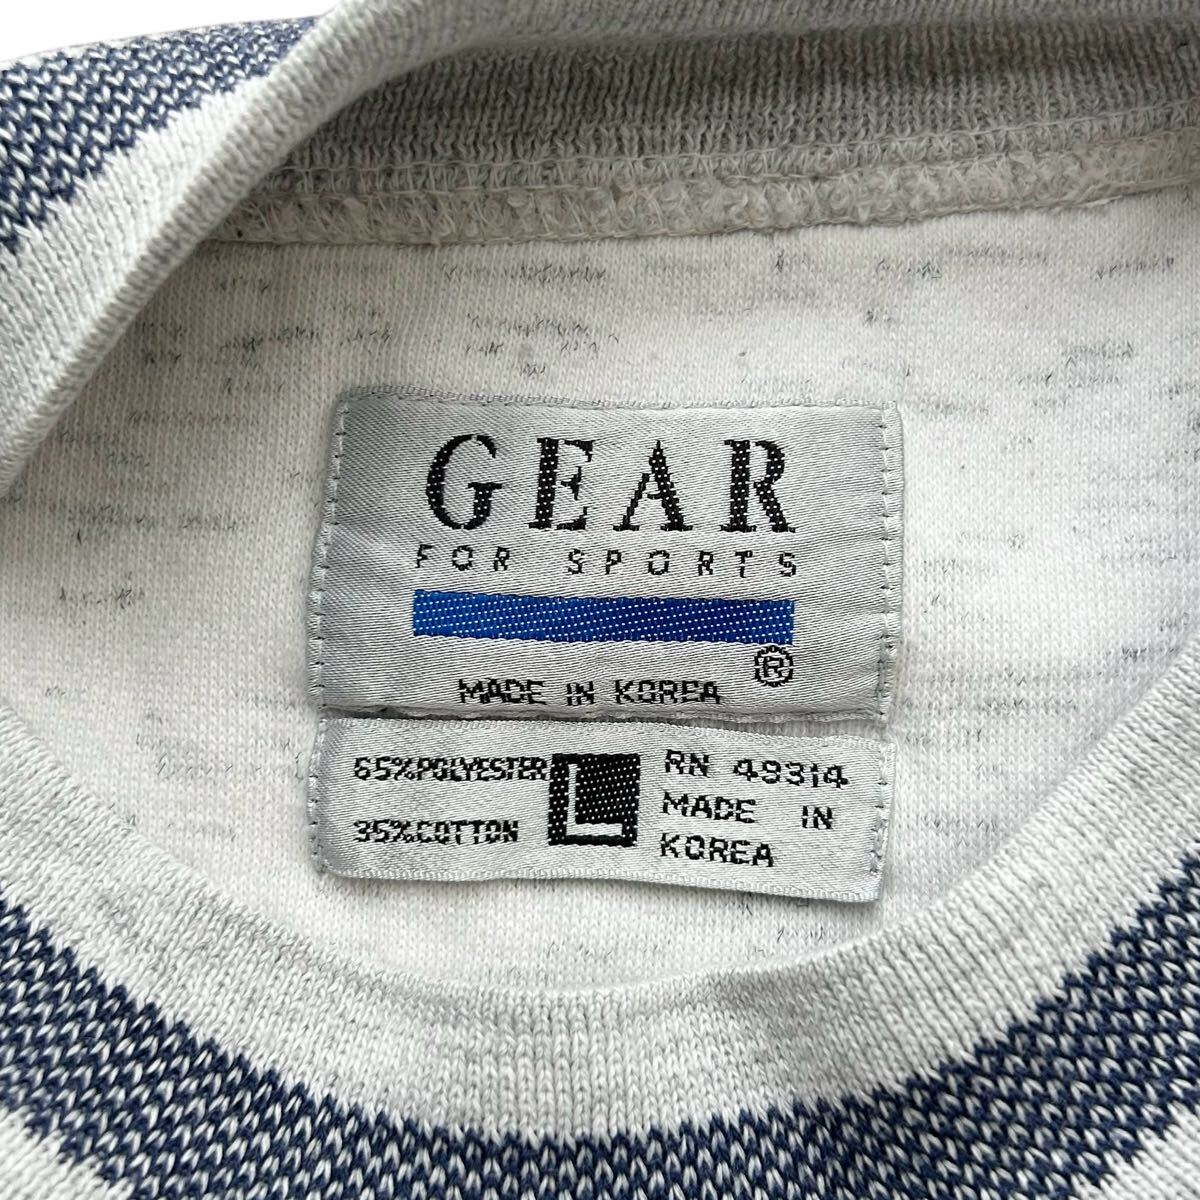 GEAR
FOR SPORTS
®
MADE IN KOREA
65%POLYESTER
35%COTTON
L
RN 49314
MADE IN
KOREA